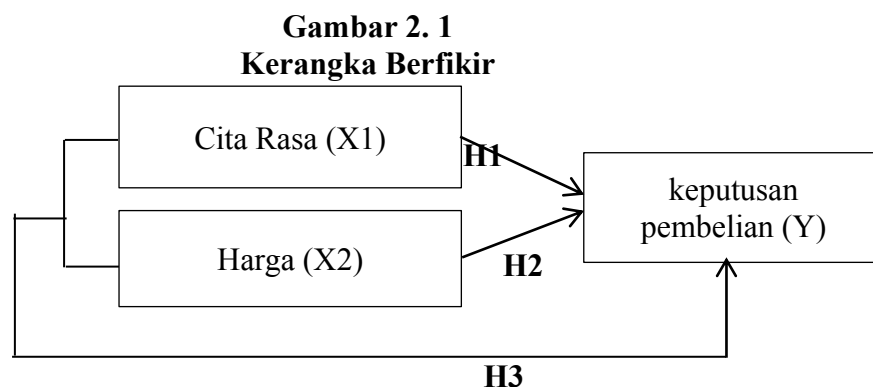 Gambar 2. 1
Kerangka Berfikir
Cita Rasa (X1)
H1
keputusan
pembelian (Y)
Harga (X2)
H2
H3